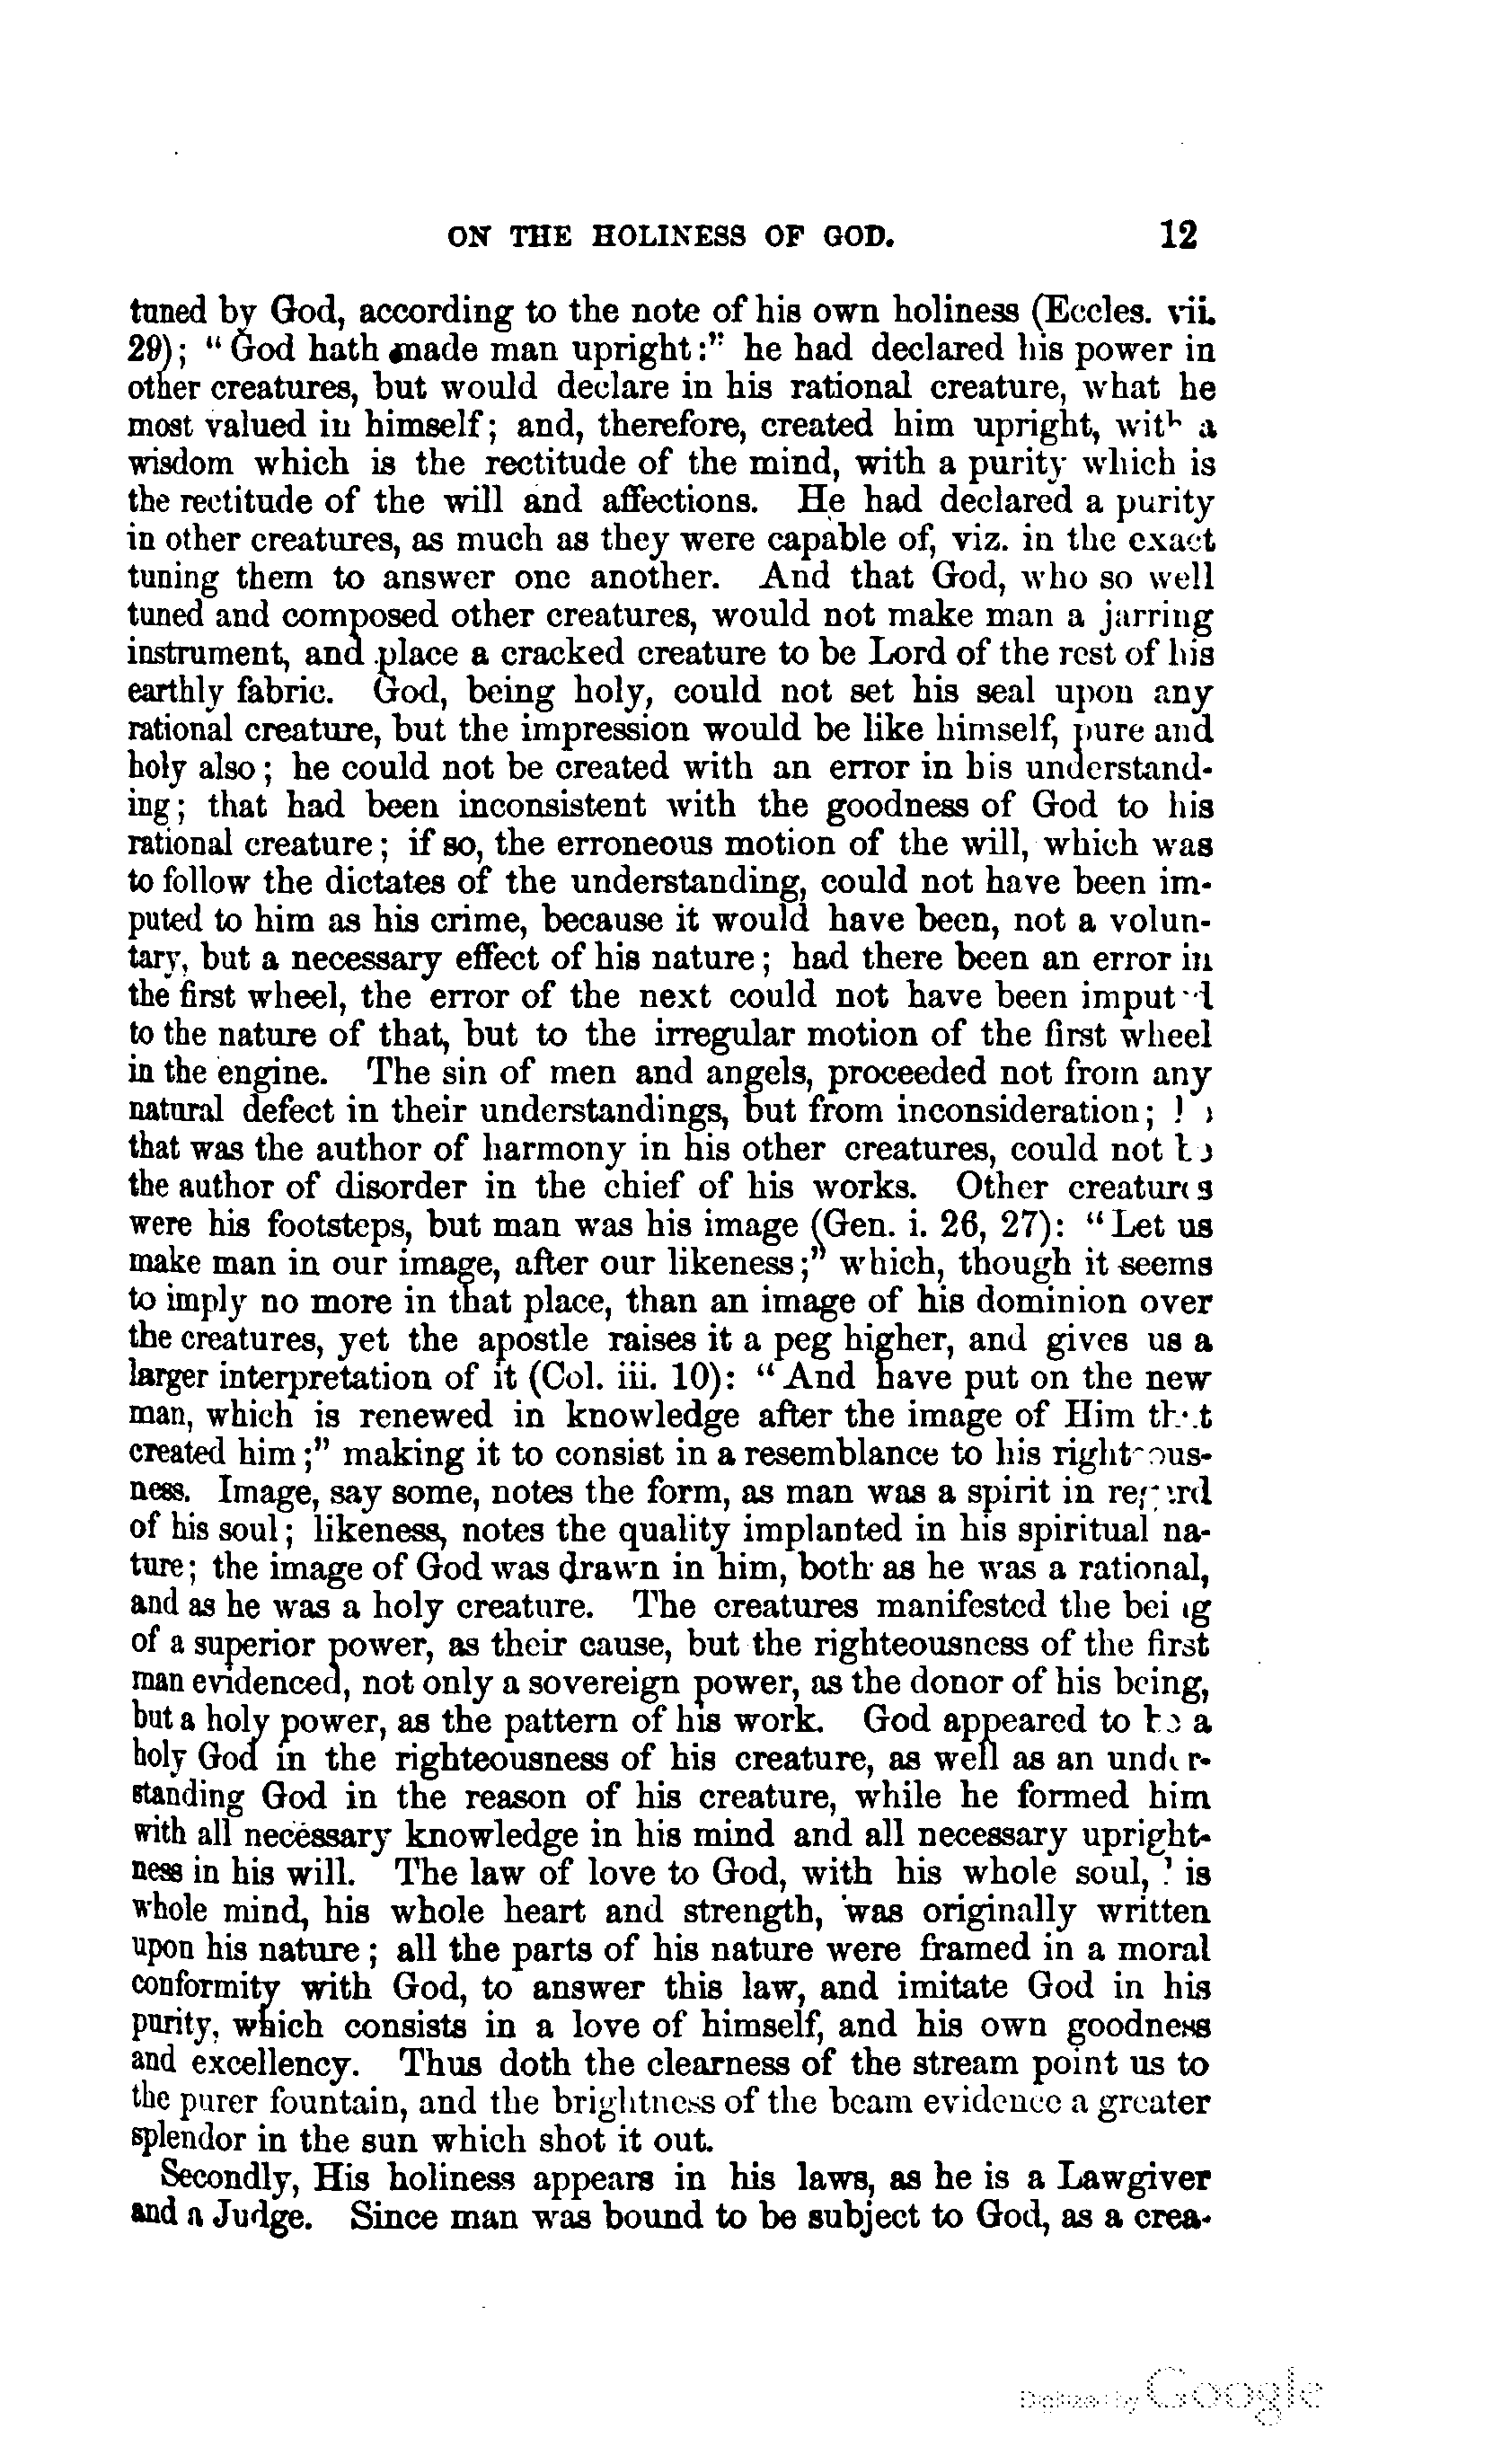 ON THE HOLINESS OF GOD. 12
tuned by God, according to the note of his own holiness (Eccles. vii.
29); "God hath made man upright:" he had declared his power in
other creatures, but would declare in his rational creature, what he
most valued in himself; and, therefore, created him upright, with a
wisdom which is the rectitude of the mind, with a purity which is
the rectitude of the will and affections. He had declared a purity
in other creatures, as much as they were capable of, viz. in the exact
tuning them to answer one another. And that God, who so well
tuned and composed other creatures, would not make man a jarring
instrument, and place a cracked creature to be Lord of the rest of his
earthly fabric. God, being holy, could not set his seal upon any
rational creature, but the impression would be like himself, pure and
holy also; he could not be created with an error in his understand-
ing; that had been inconsistent with the goodness of God to his
rational creature; if so, the erroneous motion of the will, which was
to follow the dictates of the understanding, could not have been im-
puted to him as his crime, because it would have been, not a volun-
tary, but a necessary effect of his nature; had there been an error in
the first wheel, the error of the next could not have been imputed
to the nature of that, but to the irregular motion of the first wheel
in the engine. The sin of men and angels, proceeded not from any
natural defect in their understandings, but from inconsideration;
that was the author of harmony in his other creatures, could not be
the author of disorder in the chief of his works. Other creatures
were his footsteps, but man was his image (Gen. i. 26, 27): "Let us
make man in our image, after our likeness;" which, though it seems
to imply no more in that place, than an image of his dominion over
the creatures, yet the apostle raises it a peg higher, and gives us a
larger interpretation of it (Col. iii. 10): "And have put on the new
man, which is renewed in knowledge after the image of Him that
created him;" making it to consist in a resemblance to his righteous-
ness. Image, say some, notes the form, as man was a spirit in regard
of his soul; likeness, notes the quality implanted in his spiritual na-
ture; the image of God was drawn in him, both as he was a rational,
and as he was a holy creature. The creatures manifested the being
of a superior power, as their cause, but the righteousness of the first
man evidenced, not only a sovereign power, as the donor of his being,
but a holy power, as the pattern of his work. God appeared to be a
holy God in the righteousness of his creature, as well as an under-
standing God in the reason of his creature, while he formed him
with all necessary knowledge in his mind and all necessary upright-
ness in his will. The law of love to God, with his whole soul, his
whole mind, his whole heart and strength, was originally written
upon his nature; all the parts of his nature were framed in a moral
conformity with God, to answer this law, and imitate God in his
purity, which consists in a love of himself, and his own goodness
and excellency. Thus doth the clearness of the stream point us to
the purer fountain, and the brightness of the beam evidence a greater
splendor in the sun which shot it out.
Secondly, His holiness appears in his laws, as he is a Lawgiver
and a Judge. Since man was bound to be subject to God, as a crea-
Digitized by Google